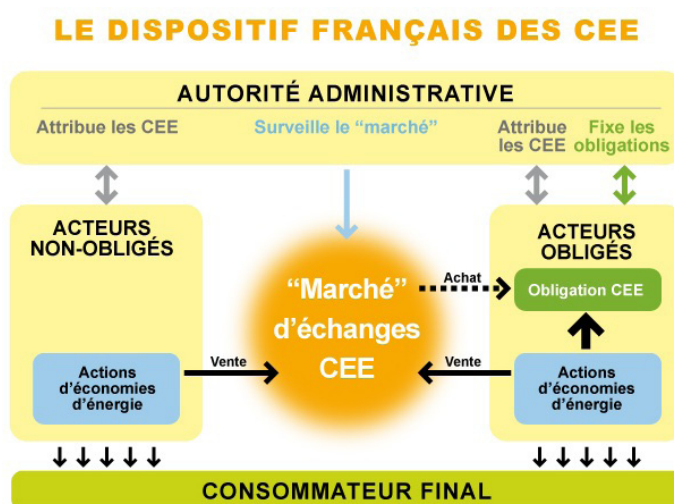 LE DISPOSITIF FRANÇAIS DES CEE
AUTORITÉ ADMINISTRATIVE
Attribue les CEE
Surveille le “marché”
Attribue
les CEE
Fixe les
obligations
ACTEURS
NON-OBLIGÉS
ACTEURS
OBLIGÉS
“Marché”
d’échanges
CEE
Achat
Obligation CEE
Actions
d’économies
d’énergie
Vente
Vente
Actions
d’économies
d’énergie
CONSOMMATEUR FINAL